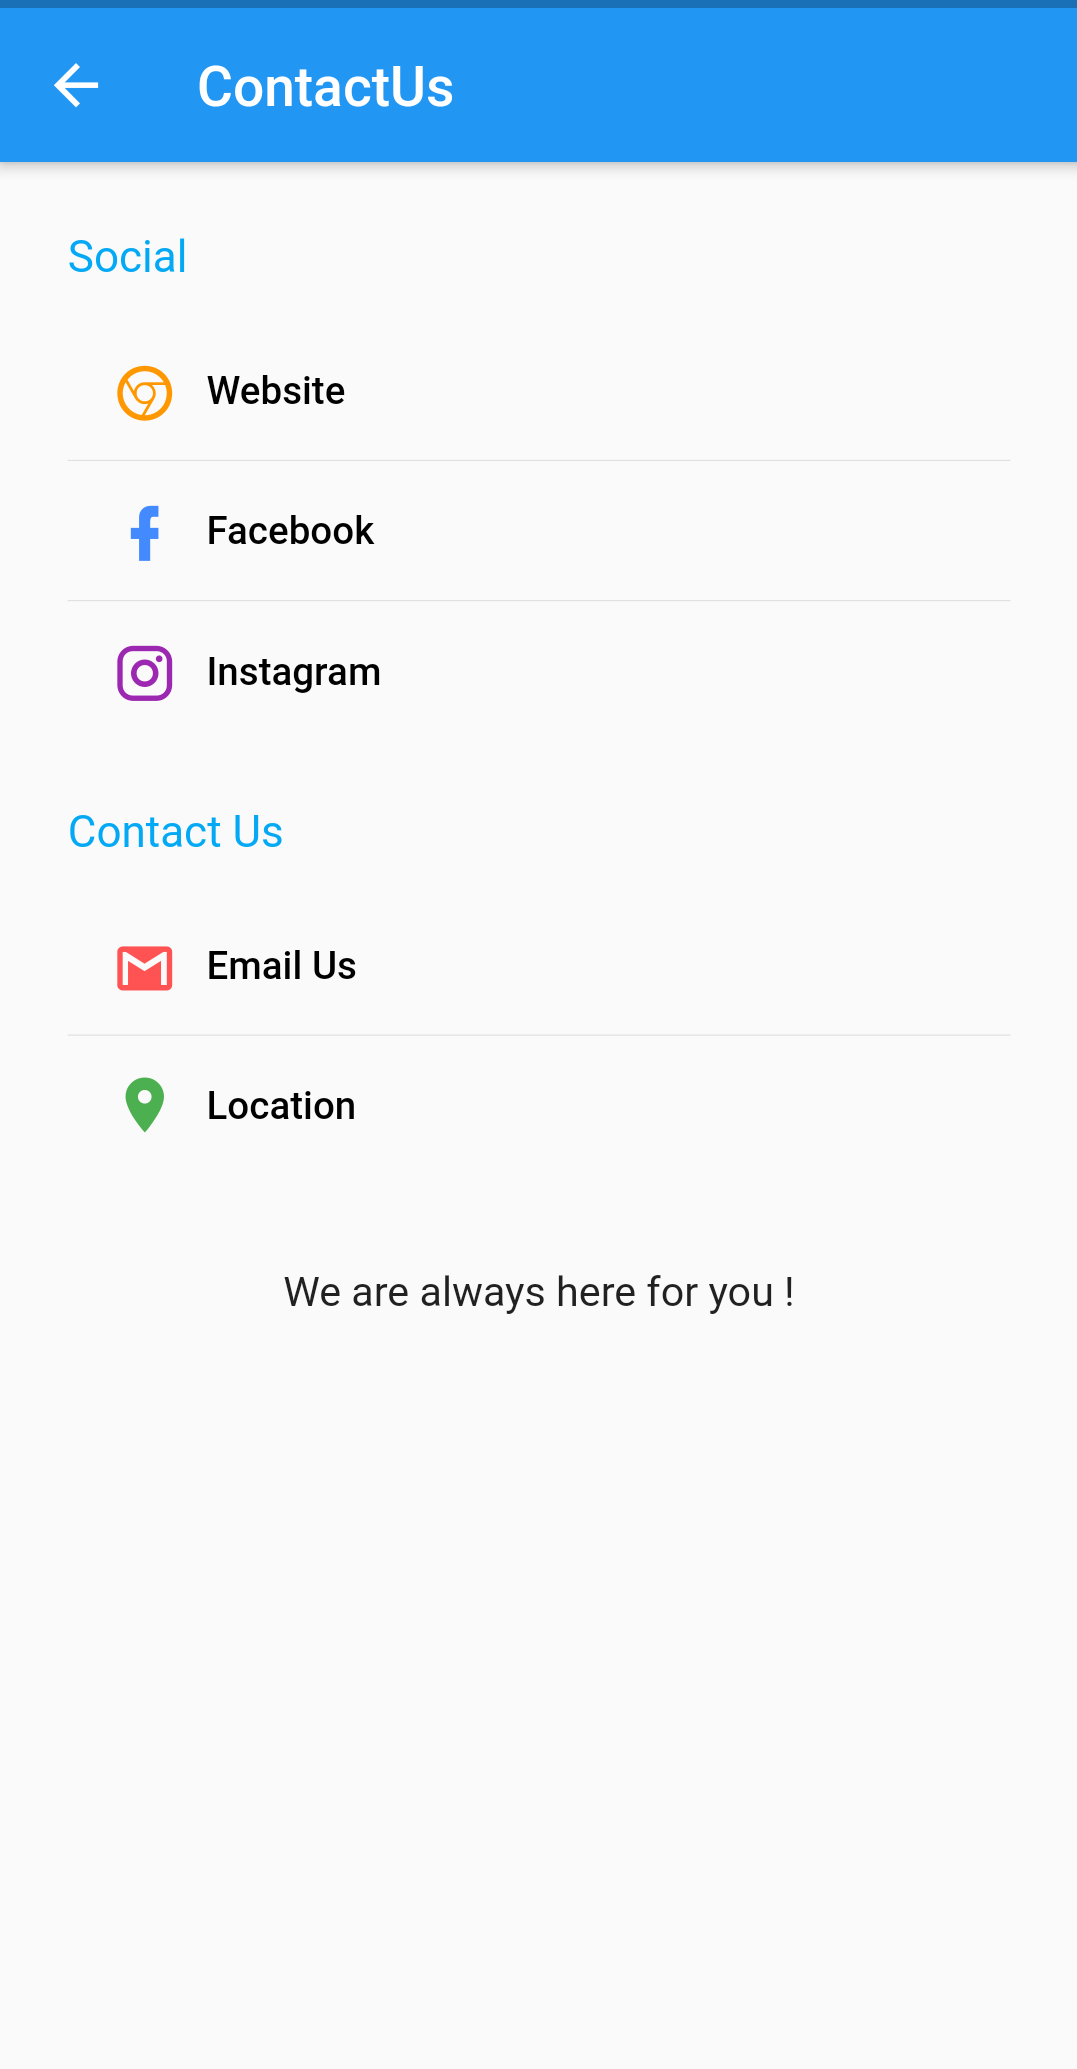 ContactUs
Social
Website
Facebook
Instagram
Contact Us
Email Us
Location
We are always here for you !